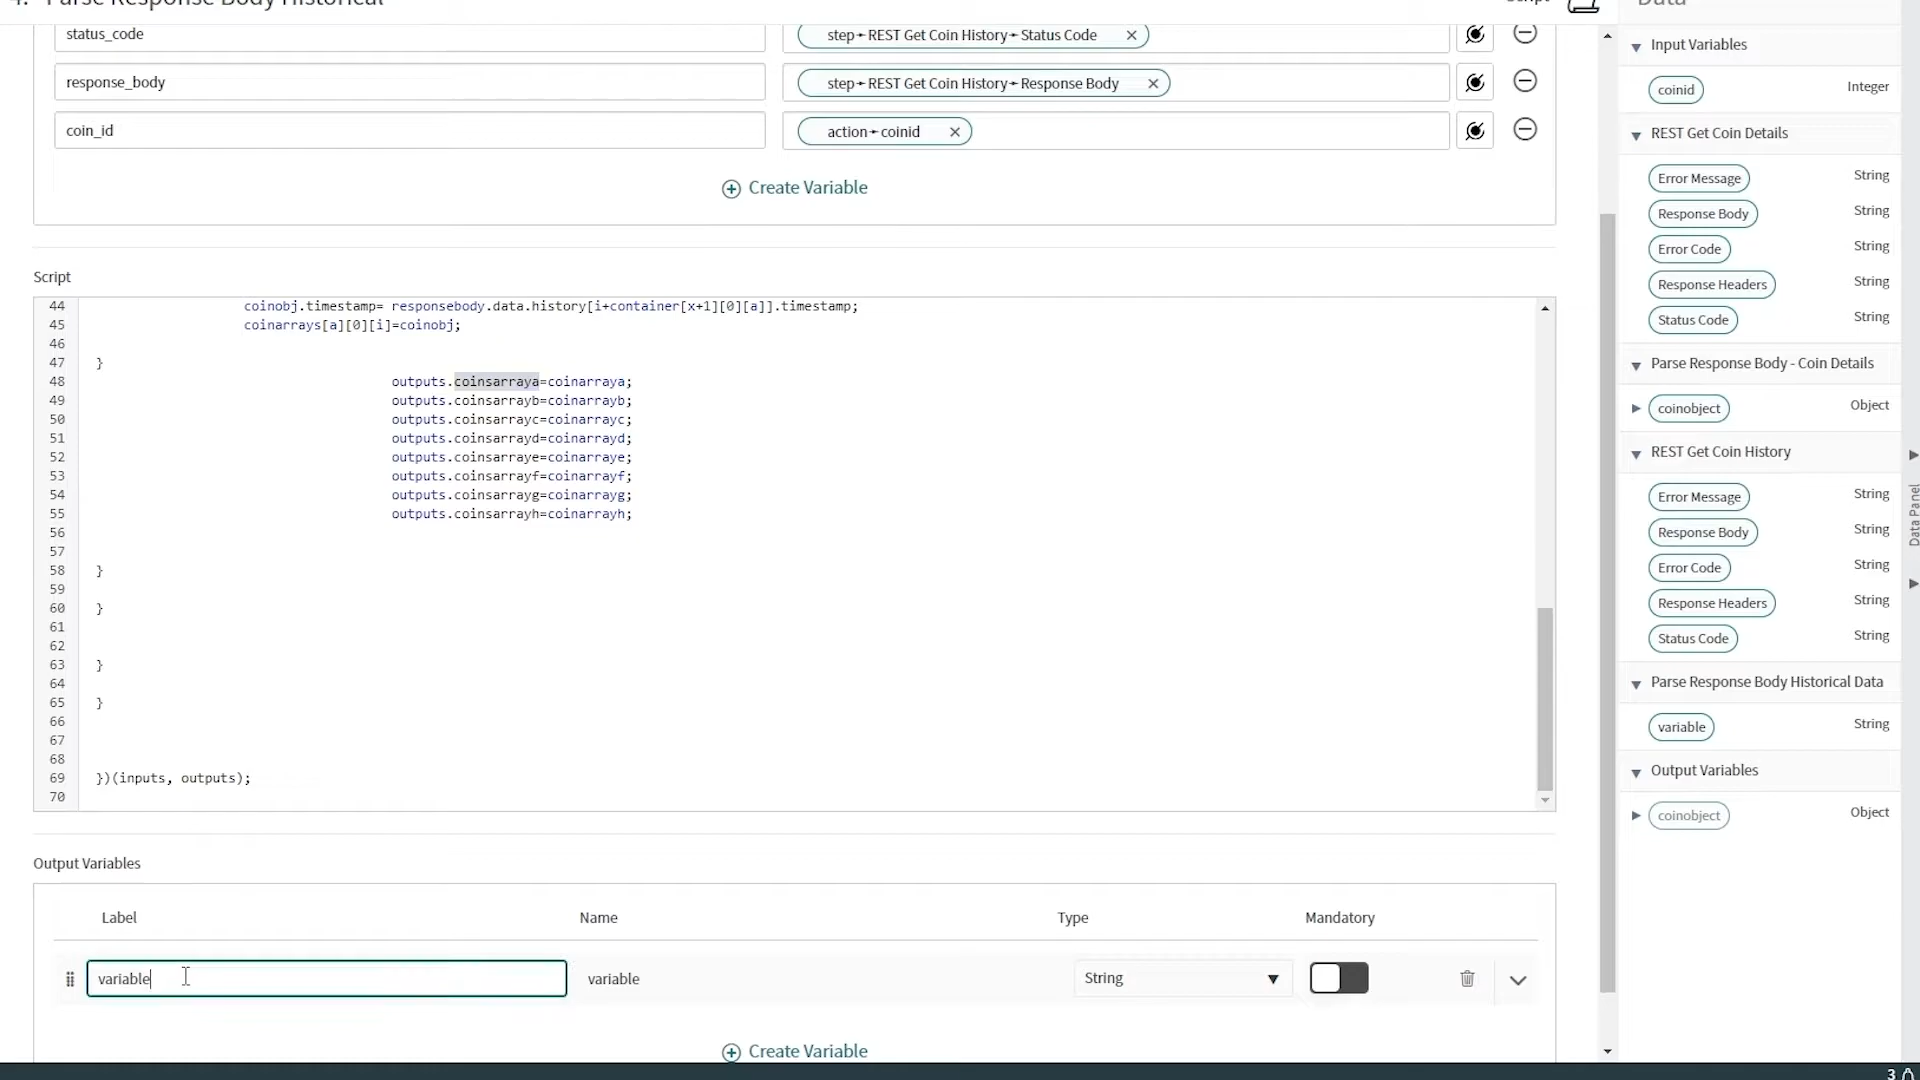 4. Parse Response Body Historical
Script
status_code
step➛REST Get Coin History➛Status Code
response_body
step➛REST Get Coin History➛Response Body
coin_id
action➛coinid
Create Variable
Script
44 coinobj.timestamp= responsebody.data.history[i+container[x+1][0][a]].timestamp;
45 coinarrays[a][0][i]=coinobj;
46
47 }
48 outputs.coinsarraya=coinarraya;
49 outputs.coinsarrayb=coinarrayb;
50 outputs.coinsarrayc=coinarrayc;
51 outputs.coinsarrayd=coinarrayd;
52 outputs.coinsarraye=coinarraye;
53 outputs.coinsarrayf=coinarrayf;
54 outputs.coinsarrayg=coinarrayg;
55 outputs.coinsarrayh=coinarrayh;
56
57
58 }
59
60 }
61
62
63 }
64
65 }
66
67
68
69 })(inputs, outputs);
70
Output Variables
Label Name Type Mandatory
variable variable String
Create Variable
Data
Input Variables
coinid Integer
REST Get Coin Details
Error Message String
Response Body String
Error Code String
Response Headers String
Status Code String
Parse Response Body - Coin Details
coinobject Object
REST Get Coin History
Error Message String
Response Body String
Error Code String
Response Headers String
Status Code String
Parse Response Body Historical Data
variable String
Output Variables
coinobject Object
Data Panel
3